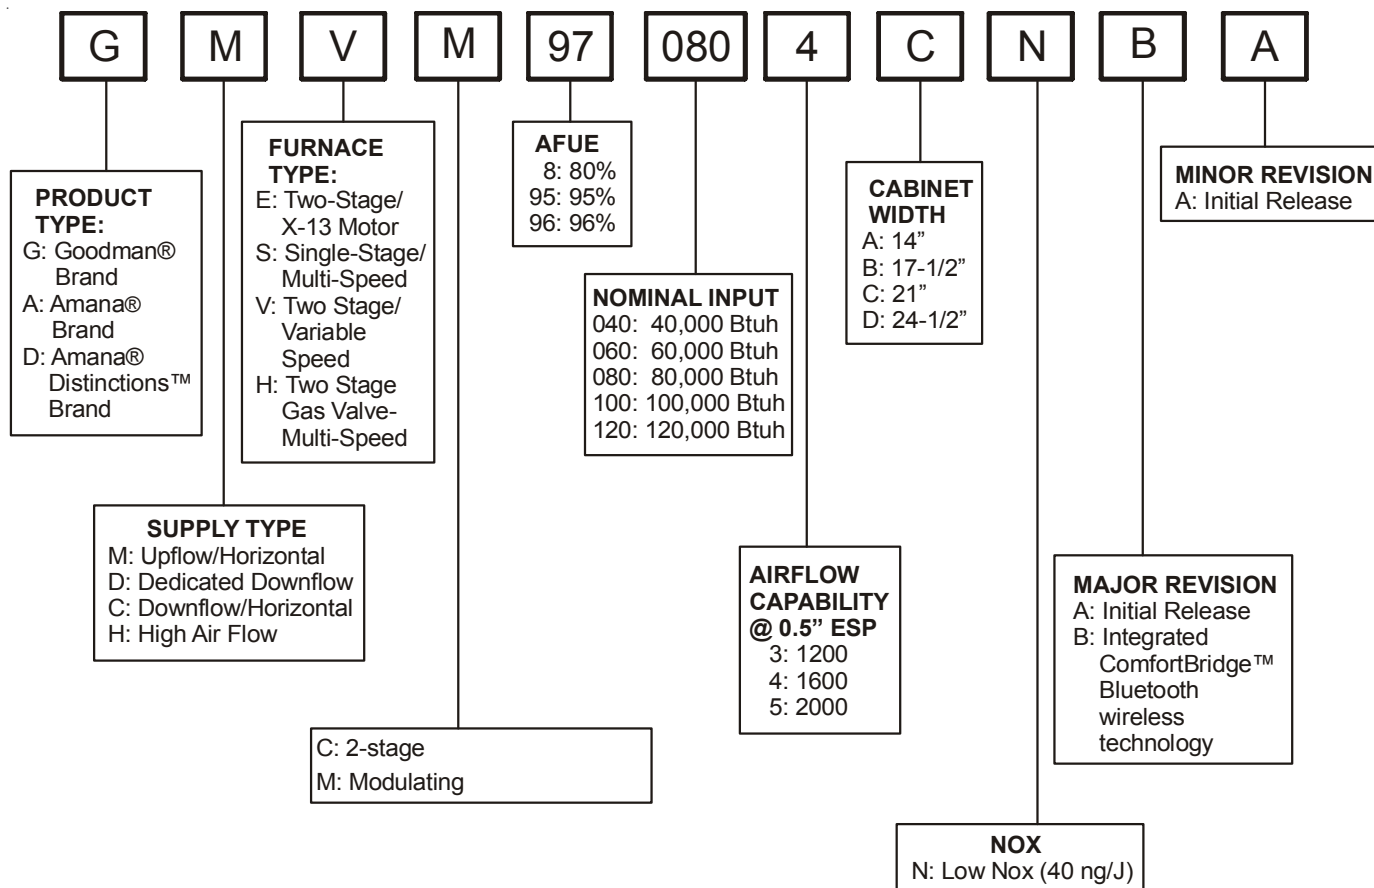 G M V M 97 080 4 C N B A
PRODUCT
TYPE:
G: Goodman®
Brand
A: Amana®
Brand
D: Amana®
Distinctions™
Brand
SUPPLY TYPE
M: Upflow/Horizontal
D: Dedicated Downflow
C: Downflow/Horizontal
H: High Air Flow
FURNACE
TYPE:
E: Two-Stage/
X-13 Motor
S: Single-Stage/
Multi-Speed
V: Two Stage/
Variable
Speed
H: Two Stage
Gas Valve-
Multi-Speed
C: 2-stage
M: Modulating
AFUE
8: 80%
95: 95%
96: 96%
NOMINAL INPUT
040: 40,000 Btuh
060: 60,000 Btuh
080: 80,000 Btuh
100: 100,000 Btuh
120: 120,000 Btuh
AIRFLOW
CAPABILITY
@ 0.5” ESP
3: 1200
4: 1600
5: 2000
CABINET
WIDTH
A: 14”
B: 17-1/2”
C: 21”
D: 24-1/2”
NOX
N: Low Nox (40 ng/J)
MAJOR REVISION
A: Initial Release
B: Integrated
ComfortBridge™
Bluetooth
wireless
technology
MINOR REVISION
A: Initial Release